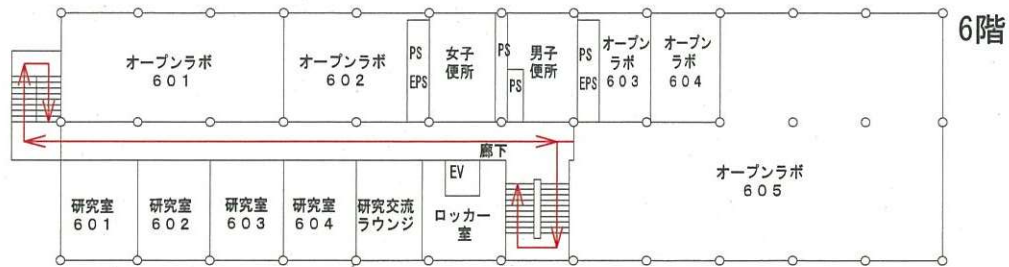 6階
オープンラボ
601
オープンラボ
602
PS
EPS
女子
便所
PS
PS
男子
便所
PS
EPS
オープン
ラボ
603
オープン
ラボ
604
廊下
オープンラボ
605
研究室
601
研究室
602
研究室
603
研究室
604
研究交流
ラウンジ
EV
ロッカー
室